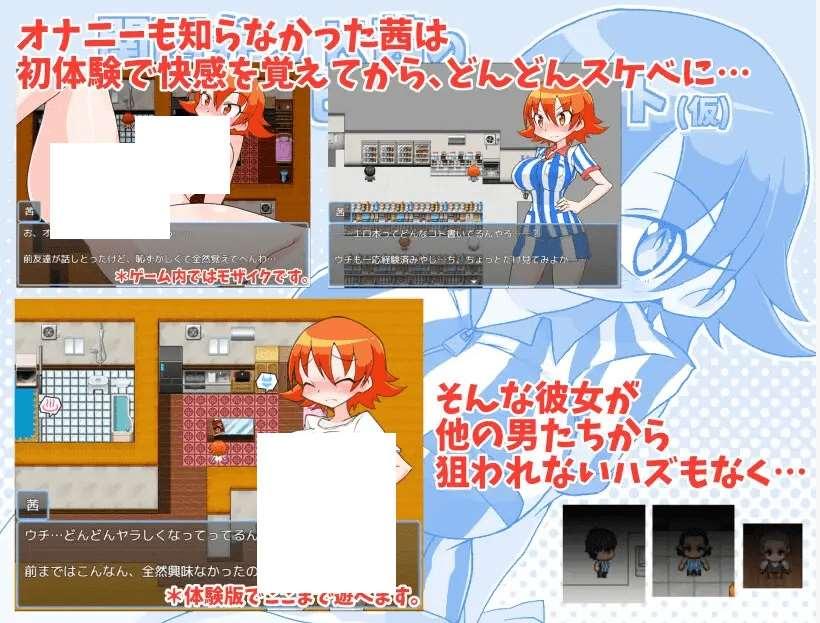 オナニーも知らなかった茜は
初体験で快感を覚えてから、どんどんスケベに…
(仮)
茜
お、オ
前友達が話しとったけど、恥ずかしくて全然覚えてへんわ…
*ゲーム内ではモザイクです。
茜
…エロ本ってどんなコト書いてるんやろ……?
ウチも一応経験済みやし…ちょっとだけ見てみよか……
茜
ウチ…どんどんヤラしくなってってるん
前まではこんなん、全然興味なかったの
*体験版でここまで遊べます。
そんな彼女が
他の男たちから
狙われないハズもなく…